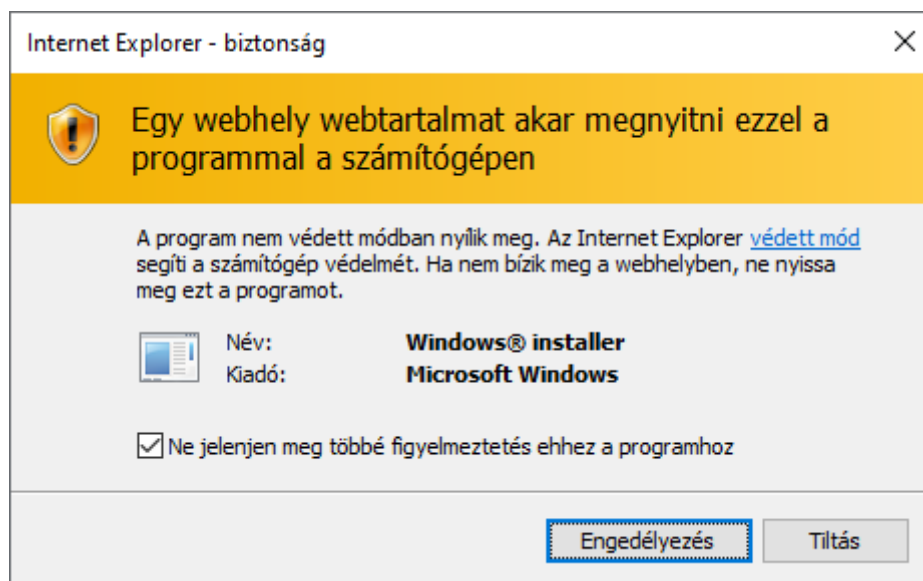 Internet Explorer - biztonság
Egy webhely webtartalmat akar megnyitni ezzel a
programmal a számítógépen
A program nem védett módban nyílik meg. Az Internet Explorer védett mód
segíti a számítógép védelmét. Ha nem bízik meg a webhelyben, ne nyissa
meg ezt a programot.
Név: Windows® installer
Kiadó: Microsoft Windows
Ne jelenjen meg többé figyelmeztetés ehhez a programhoz
Engedélyezés Tiltás